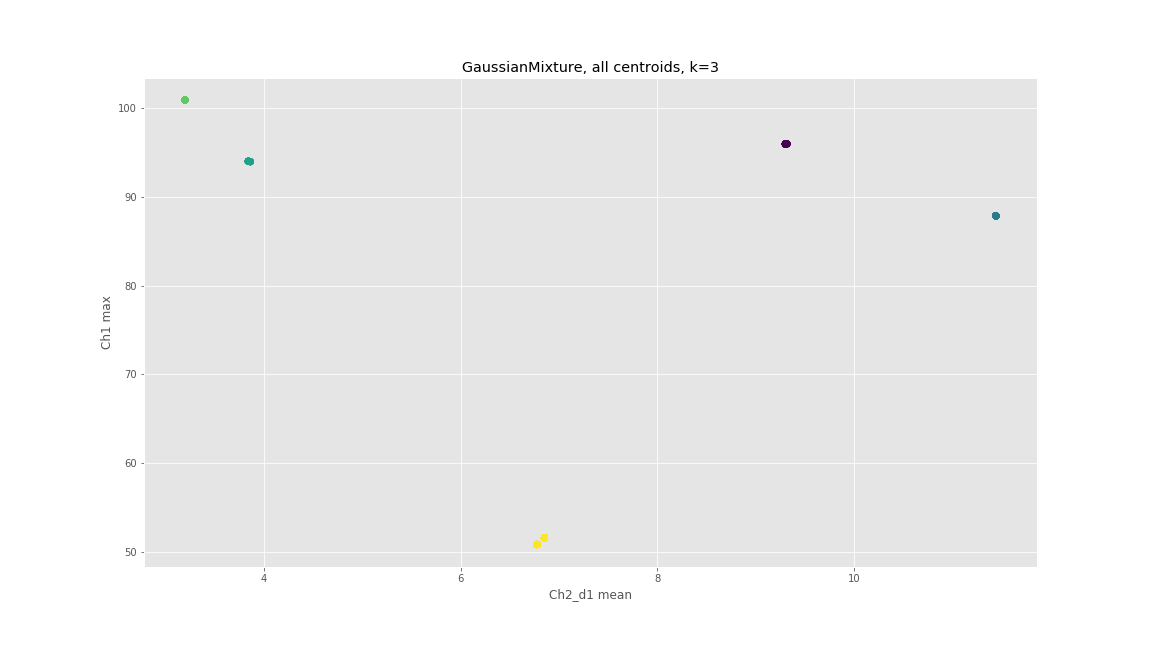 GaussianMixture, all centroids, k=3
100
90
80
70
60
50
Ch1 max
4 6 8 10
Ch2_d1 mean